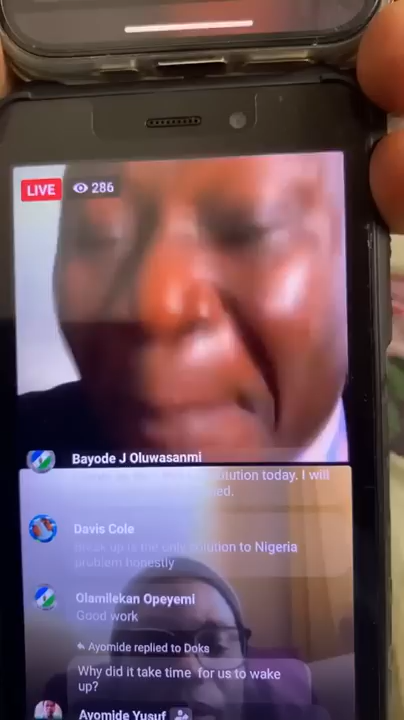 LIVE 286
Bayode J Oluwasanmi
solution today. I will
Davis Cole
Break up is the only solution to Nigeria
problem honestly
Olamilekan Opeyemi
Good work
Ayomide replied to Doks
Why did it take time for us to wake
up?
Ayomide Yusuf